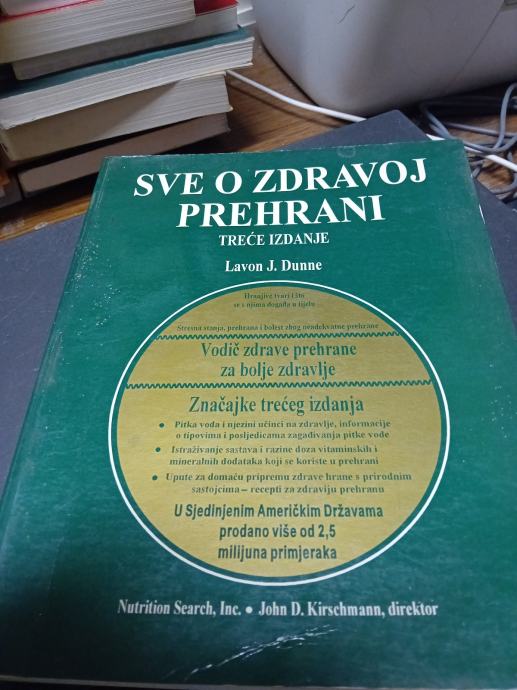 SVE O ZDRAVOJ
PREHRANI
TREĆE IZDANJE
Lavon J. Dunne
Hranjive tvari i što
se s njima događa u tijelu
Stresna stanja, prehrana i bolest zbog neadekvatne prehrane
Vodič zdrave prehrane
za bolje zdravlje
Značajke trećeg izdanja
• Pitka voda i njezini učinci na zdravlje, informacije
o tipovima i posljedicama zagađivanja pitke vode
• Istraživanje sastava i razine doza vitaminskih i
mineralnih dodataka koji se koriste u prehrani
• Upute za domaću pripremu zdrave hrane s prirodnim
sastojcima – recepti za zdraviju prehranu
U Sjedinjenim Američkim Državama
prodano više od 2,5
milijuna primjeraka
Nutrition Search, Inc. • John D. Kirschmann, direktor